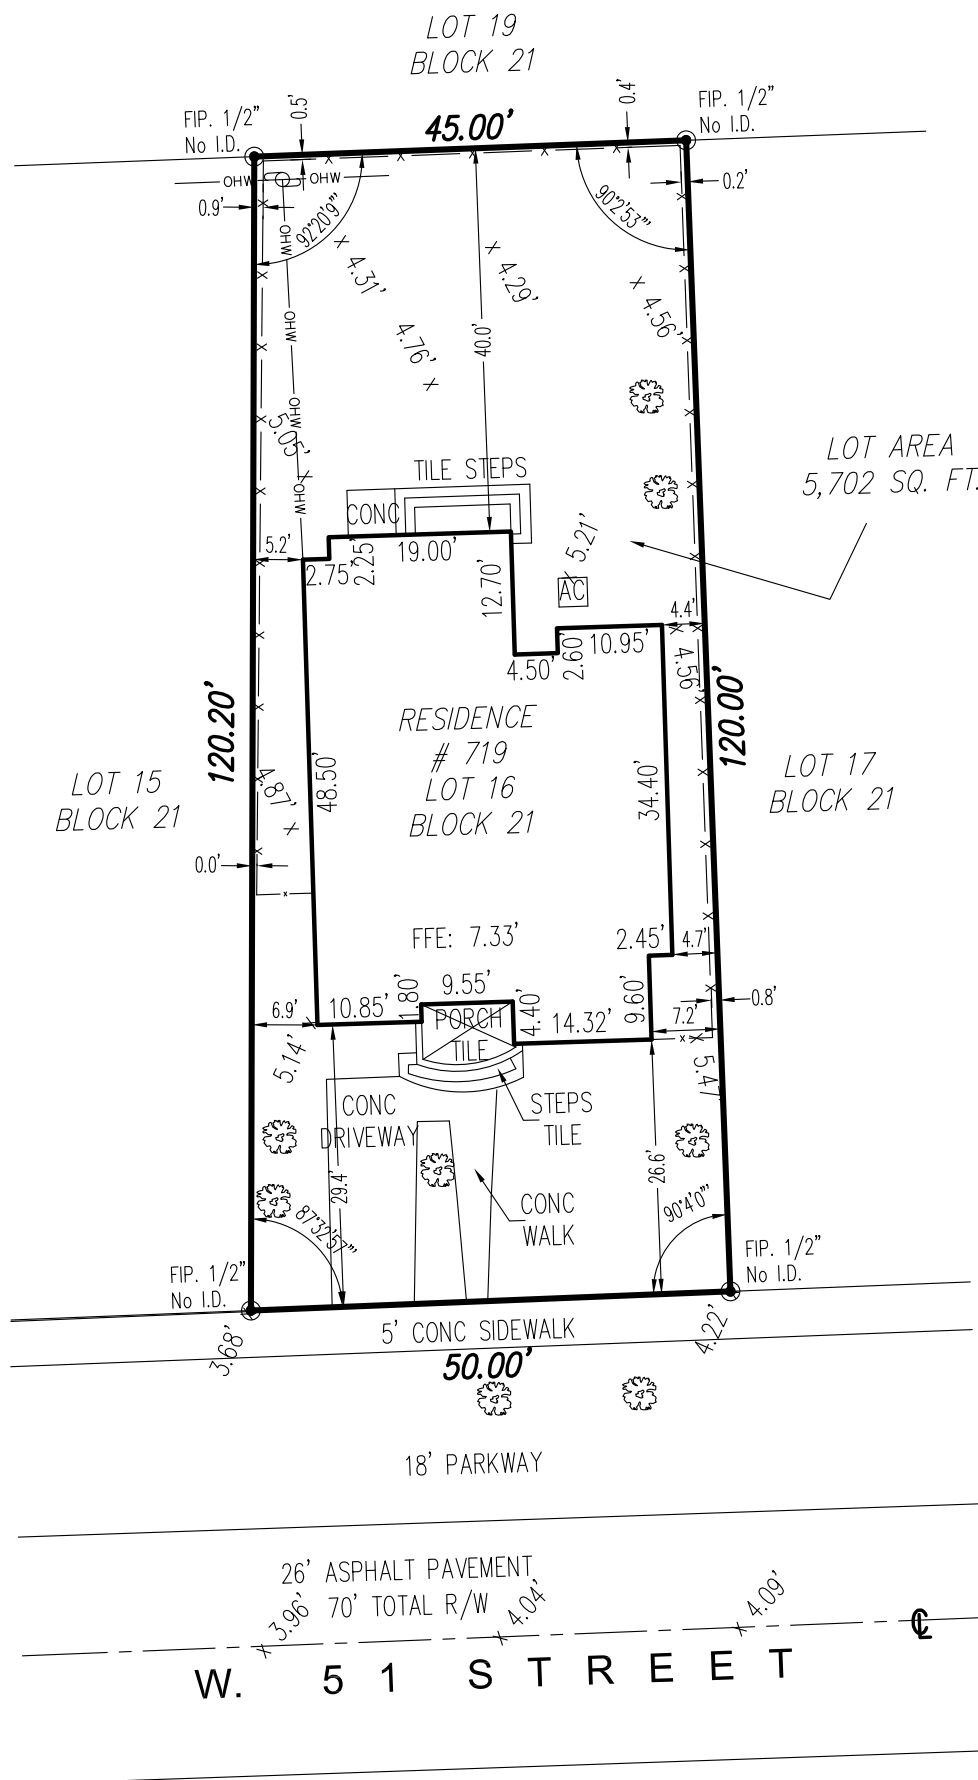 LOT 19
BLOCK 21
FIP. 1/2"
No I.D.
0.5'
45.00'
0.4'
FIP. 1/2"
No I.D.
OHW
OHW
0.9'
92°20'9"'
90°2'53"'
0.2'
OHW
4.31'
4.29'
4.56'
OHW
4.76'
40.0'
OHW
5.05'
LOT AREA
5,702 SQ. FT.
TILE STEPS
OHW
CONC
5.2'
2.75'
2.25'
19.00'
12.70'
5.21'
AC
4.4'
4.50'
2.60'
10.95'
4.56'
120.20'
120.00'
RESIDENCE
# 719
LOT 16
BLOCK 21
LOT 15
BLOCK 21
LOT 17
BLOCK 21
4.87'
48.50'
34.40'
0.0'
FFE: 7.33'
2.45'
4.7'
9.55'
1.80'
6.9'
10.85'
PORCH
TILE
4.40'
14.32'
9.60'
7.2'
0.8'
5.14'
5.47'
CONC
DRIVEWAY
STEPS
TILE
29.4'
26.6'
CONC
WALK
87°32'57"'
90°4'0"'
FIP. 1/2"
No I.D.
FIP. 1/2"
No I.D.
3.68'
5' CONC SIDEWALK
4.22'
50.00'
18' PARKWAY
26' ASPHALT PAVEMENT
70' TOTAL R/W
3.96'
4.04'
4.09'
W. 51 STREET